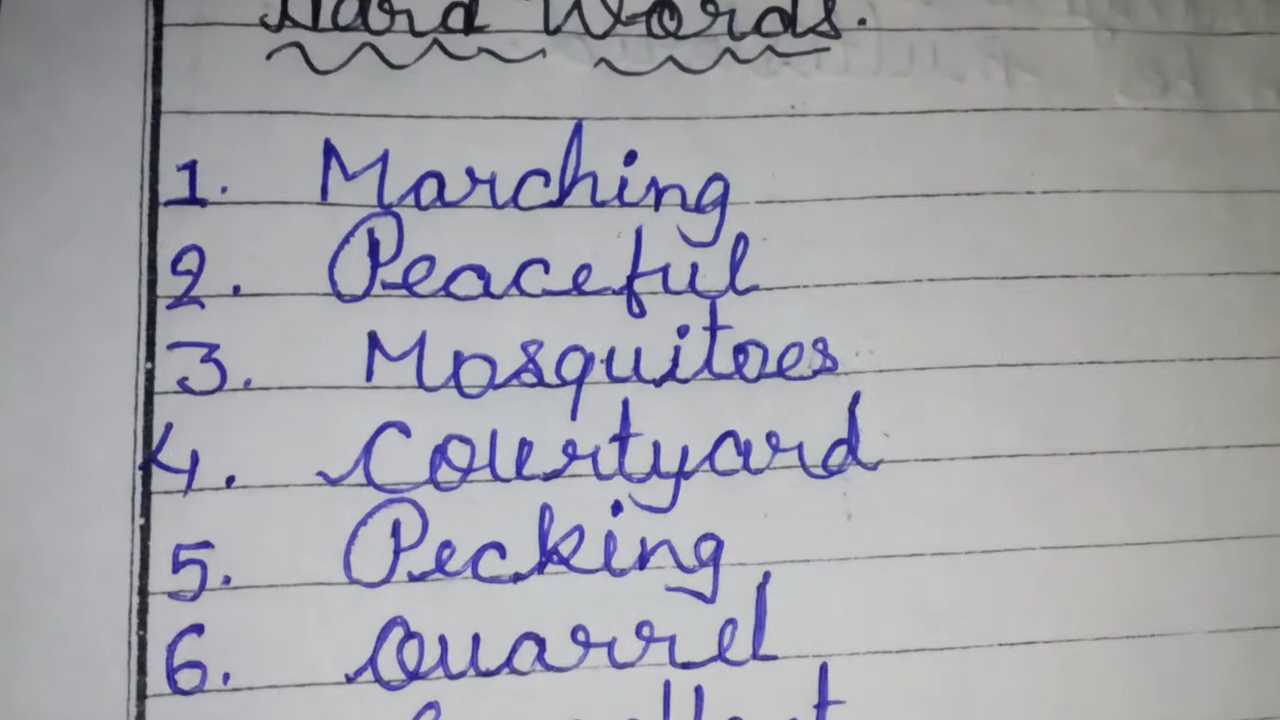 Hard Words.
1. Marching
2. Peaceful
3. Mosquitoes
4. Courtyard
5. Pecking
6. Quarrel